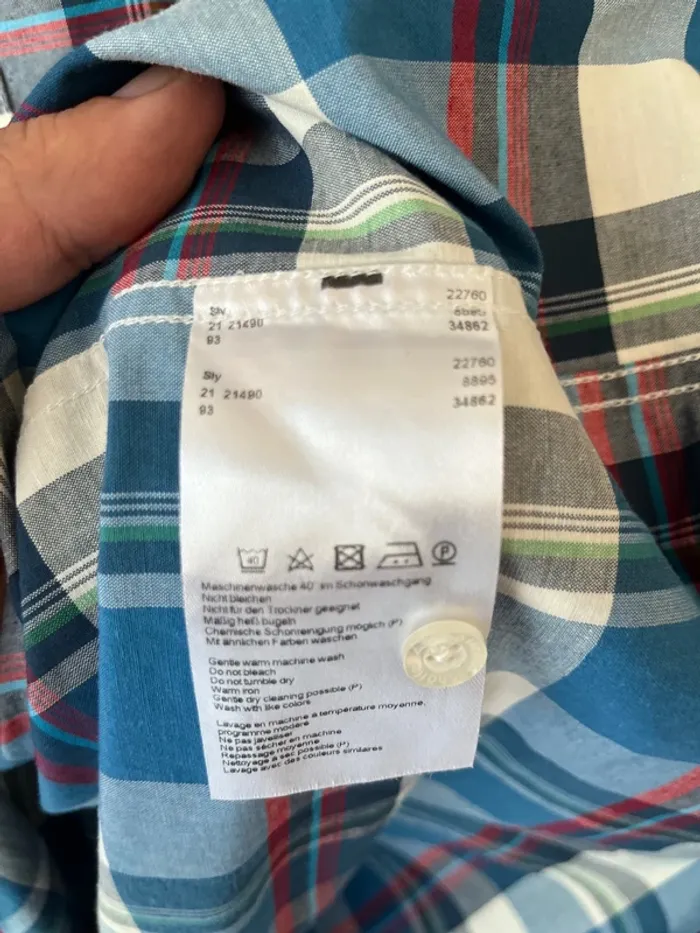 22760
Sly
21 21490 34862
93
22760
Sly 8895
21 21490 34862
93
40
P
Maschinenwäsche 40° im Schonwaschgang
Nicht bleichen
Nicht für den Trockner geeignet
Mäßig heiß bügeln
Chemische Schonreinigung möglich (P)
Mit ähnlichen Farben waschen
Gentle warm machine wash
Do not bleach
Do not tumble dry
Warm iron
Gentle dry cleaning possible (P)
Wash with like colors
Lavage en machine à température moyenne,
programme modéré
Ne pas javelliser
Ne pas sécher en machine
Repassage moyenne
Nettoyage à sec possible (P)
Lavage avec des couleurs similaires